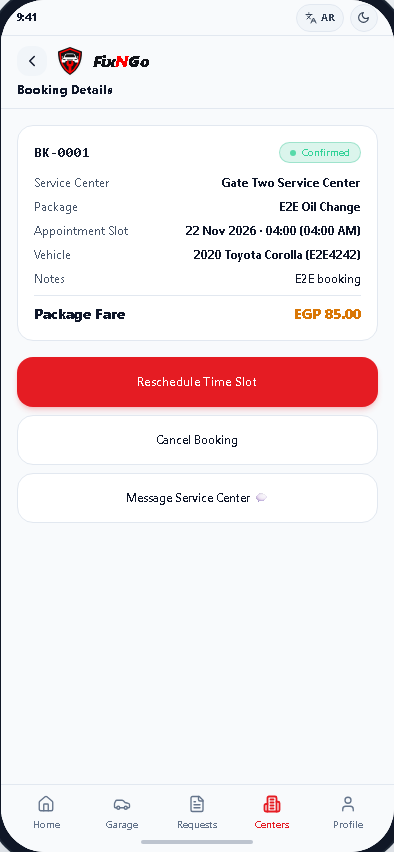 9:41
AR
FixNGo
Booking Details
BK-0001
Confirmed
Service Center Gate Two Service Center
Package E2E Oil Change
Appointment Slot 22 Nov 2026 · 04:00 (04:00 AM)
Vehicle 2020 Toyota Corolla (E2E4242)
Notes E2E booking
Package Fare EGP 85.00
Reschedule Time Slot
Cancel Booking
Message Service Center 💬
Home Garage Requests Centers Profile